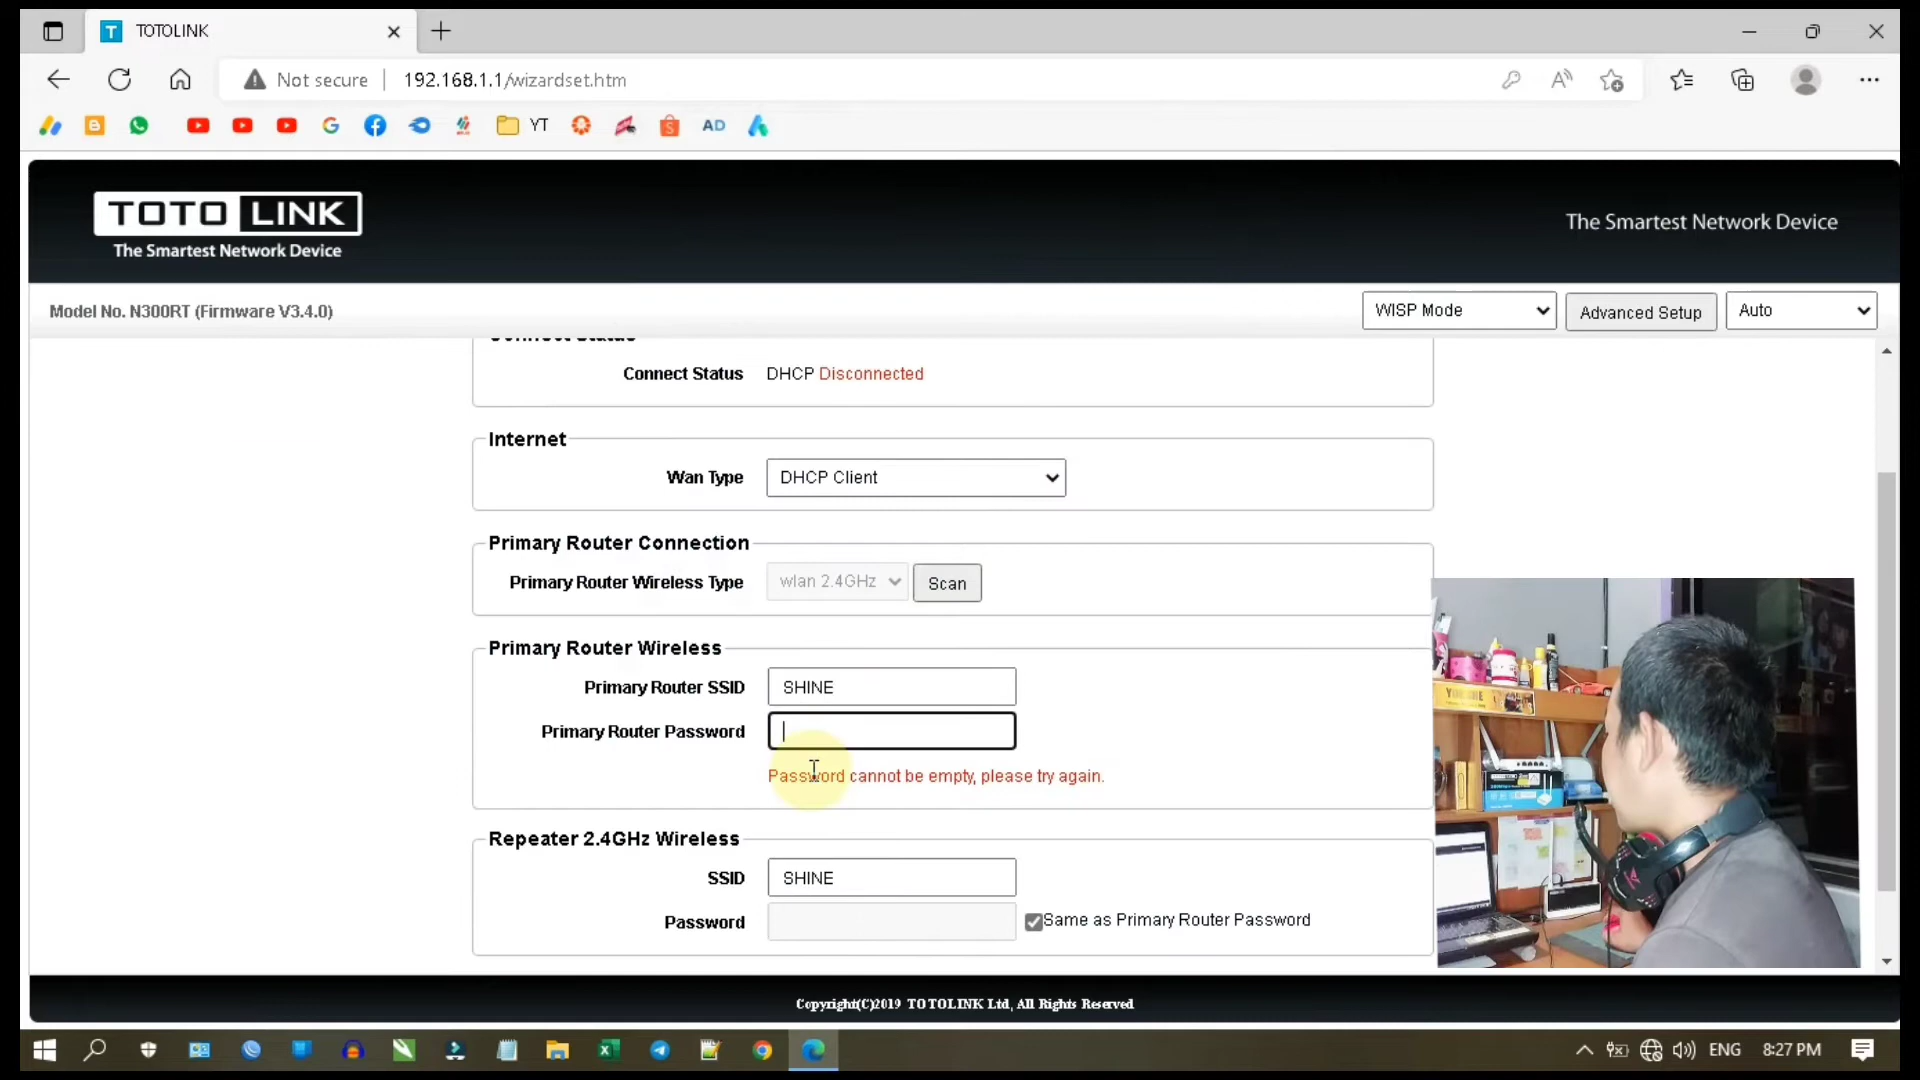 TOTOLINK
Not secure
192.168.1.1/wizardset.htm
YT
AD
TOTO LINK
The Smartest Network Device
The Smartest Network Device
Model No. N300RT (Firmware V3.4.0)
WISP Mode
Advanced Setup
Auto
Connect Status
Connect Status DHCP Disconnected
Internet
Wan Type DHCP Client
Primary Router Connection
Primary Router Wireless Type wlan 2.4GHz Scan
Primary Router Wireless
Primary Router SSID SHINE
Primary Router Password
Password cannot be empty, please try again.
Repeater 2.4GHz Wireless
SSID SHINE
Password Same as Primary Router Password
Copyright(C)2019 TOTOLINK Ltd, All Rights Reserved
ENG 8:27 PM